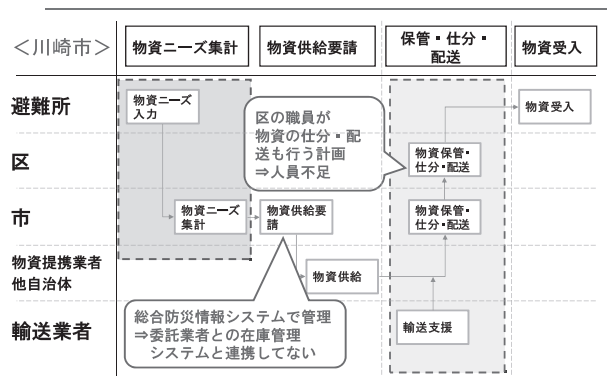 <川崎市>
物資ニーズ集計
物資供給要請
保管・仕分・
配送
物資受入
避難所
物資ニーズ
入力
区の職員が
物資の仕分・配
送も行う計画
⇒人員不足
物資受入
区
物資保管・
仕分・配送
市
物資ニーズ
集計
物資供給要
請
物資保管・
仕分・配送
物資提携業者
他自治体
物資供給
輸送業者
総合防災情報システムで管理
⇒委託業者との在庫管理
システムと連携してない
輸送支援